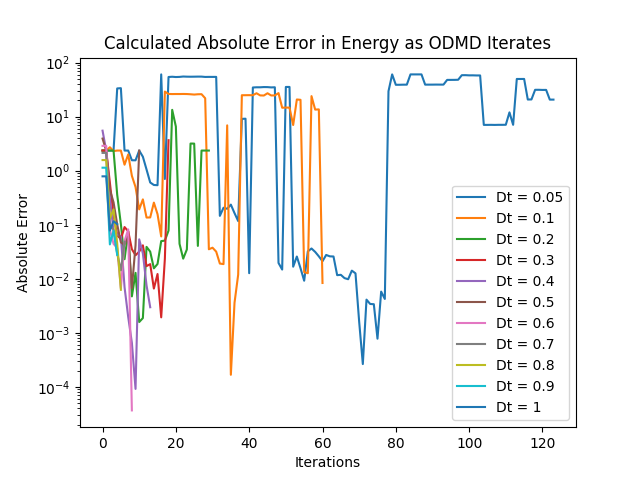 Calculated Absolute Error in Energy as ODMD Iterates
Absolute Error
10²
10¹
10⁰
10⁻¹
10⁻²
10⁻³
10⁻⁴
0 20 40 60 80 100 120
Iterations
Dt = 0.05
Dt = 0.1
Dt = 0.2
Dt = 0.3
Dt = 0.4
Dt = 0.5
Dt = 0.6
Dt = 0.7
Dt = 0.8
Dt = 0.9
Dt = 1